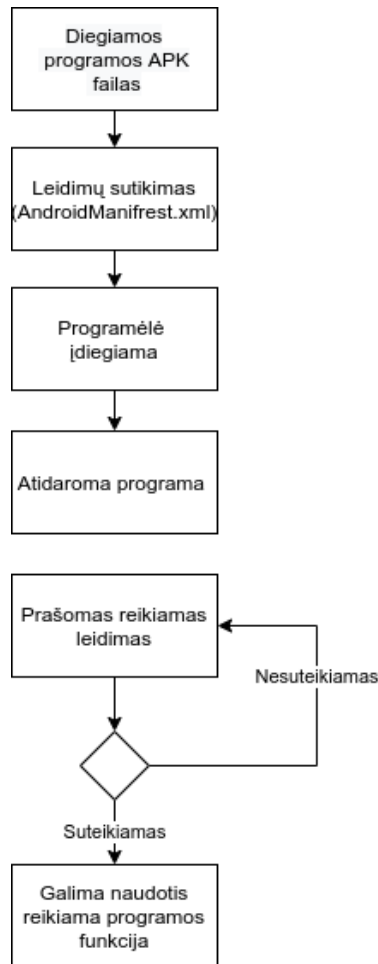 Diegiamos
programos APK
failas
Leidimų sutikimas
(AndroidManifrest.xml)
Programėlė
įdiegiama
Atidaroma programa
Prašomas reikiamas
leidimas
Nesuteikiamas
Suteikiamas
Galima naudotis
reikiama programos
funkcija